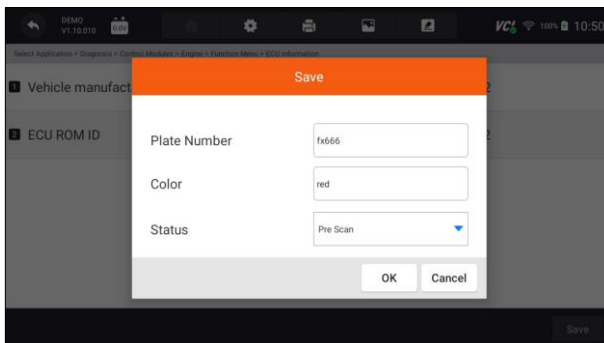 DEMO
V1.10.010
0.0V
VCI 100% 10:50
Select Application > Diagnosis > Control Modules > Engine > Function Menu > ECU information
1 Vehicle manufact 2
2 ECU ROM ID 2
Save
Plate Number fx666
Color red
Status Pre Scan
OK Cancel
Save